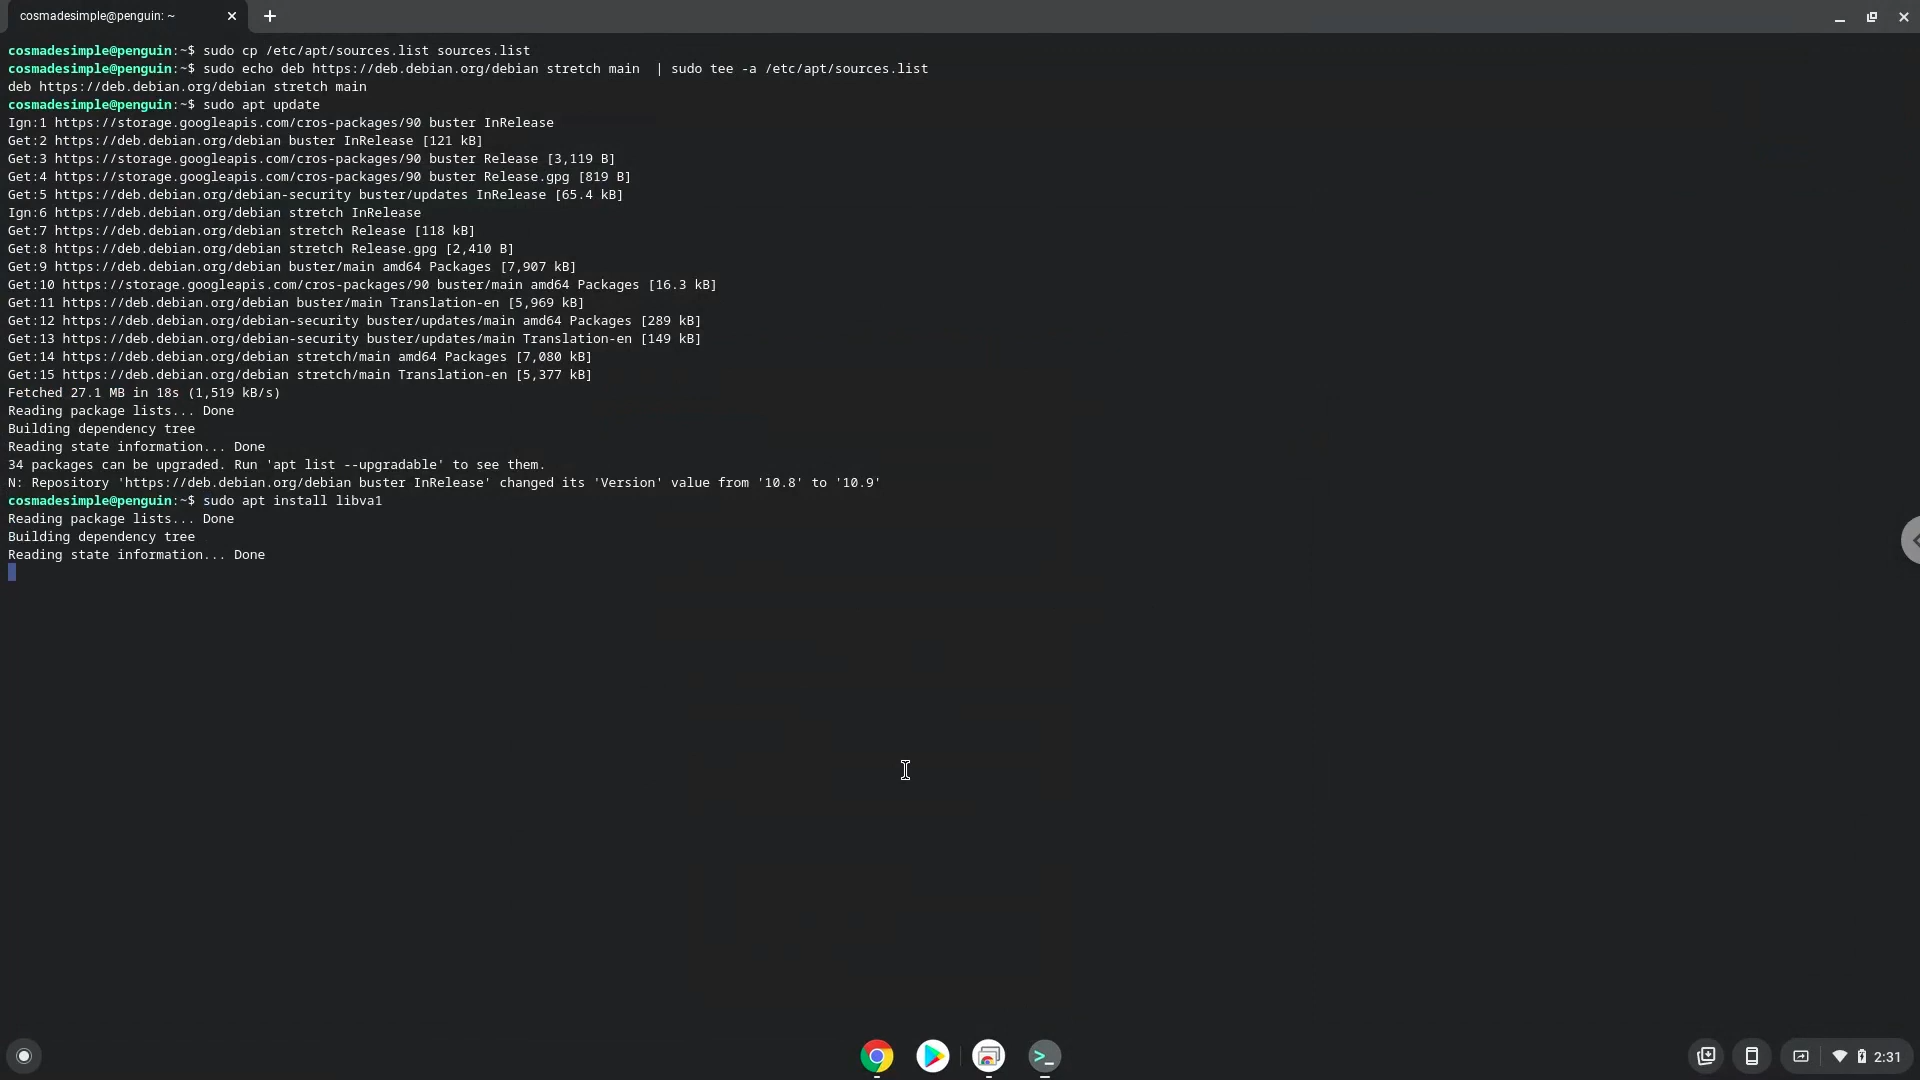 cosmadesimple@penguin: ~
cosmadesimple@penguin:~$ sudo cp /etc/apt/sources.list sources.list
cosmadesimple@penguin:~$ sudo echo deb https://deb.debian.org/debian stretch main  | sudo tee -a /etc/apt/sources.list
deb https://deb.debian.org/debian stretch main
cosmadesimple@penguin:~$ sudo apt update
Ign:1 https://storage.googleapis.com/cros-packages/90 buster InRelease
Get:2 https://deb.debian.org/debian buster InRelease [121 kB]
Get:3 https://storage.googleapis.com/cros-packages/90 buster Release [3,119 B]
Get:4 https://storage.googleapis.com/cros-packages/90 buster Release.gpg [819 B]
Get:5 https://deb.debian.org/debian-security buster/updates InRelease [65.4 kB]
Ign:6 https://deb.debian.org/debian stretch InRelease
Get:7 https://deb.debian.org/debian stretch Release [118 kB]
Get:8 https://deb.debian.org/debian stretch Release.gpg [2,410 B]
Get:9 https://deb.debian.org/debian buster/main amd64 Packages [7,907 kB]
Get:10 https://storage.googleapis.com/cros-packages/90 buster/main amd64 Packages [16.3 kB]
Get:11 https://deb.debian.org/debian buster/main Translation-en [5,969 kB]
Get:12 https://deb.debian.org/debian-security buster/updates/main amd64 Packages [289 kB]
Get:13 https://deb.debian.org/debian-security buster/updates/main Translation-en [149 kB]
Get:14 https://deb.debian.org/debian stretch/main amd64 Packages [7,080 kB]
Get:15 https://deb.debian.org/debian stretch/main Translation-en [5,377 kB]
Fetched 27.1 MB in 18s (1,519 kB/s)
Reading package lists... Done
Building dependency tree
Reading state information... Done
34 packages can be upgraded. Run 'apt list --upgradable' to see them.
N: Repository 'https://deb.debian.org/debian buster InRelease' changed its 'Version' value from '10.8' to '10.9'
cosmadesimple@penguin:~$ sudo apt install libva1
Reading package lists... Done
Building dependency tree
Reading state information... Done
2:31